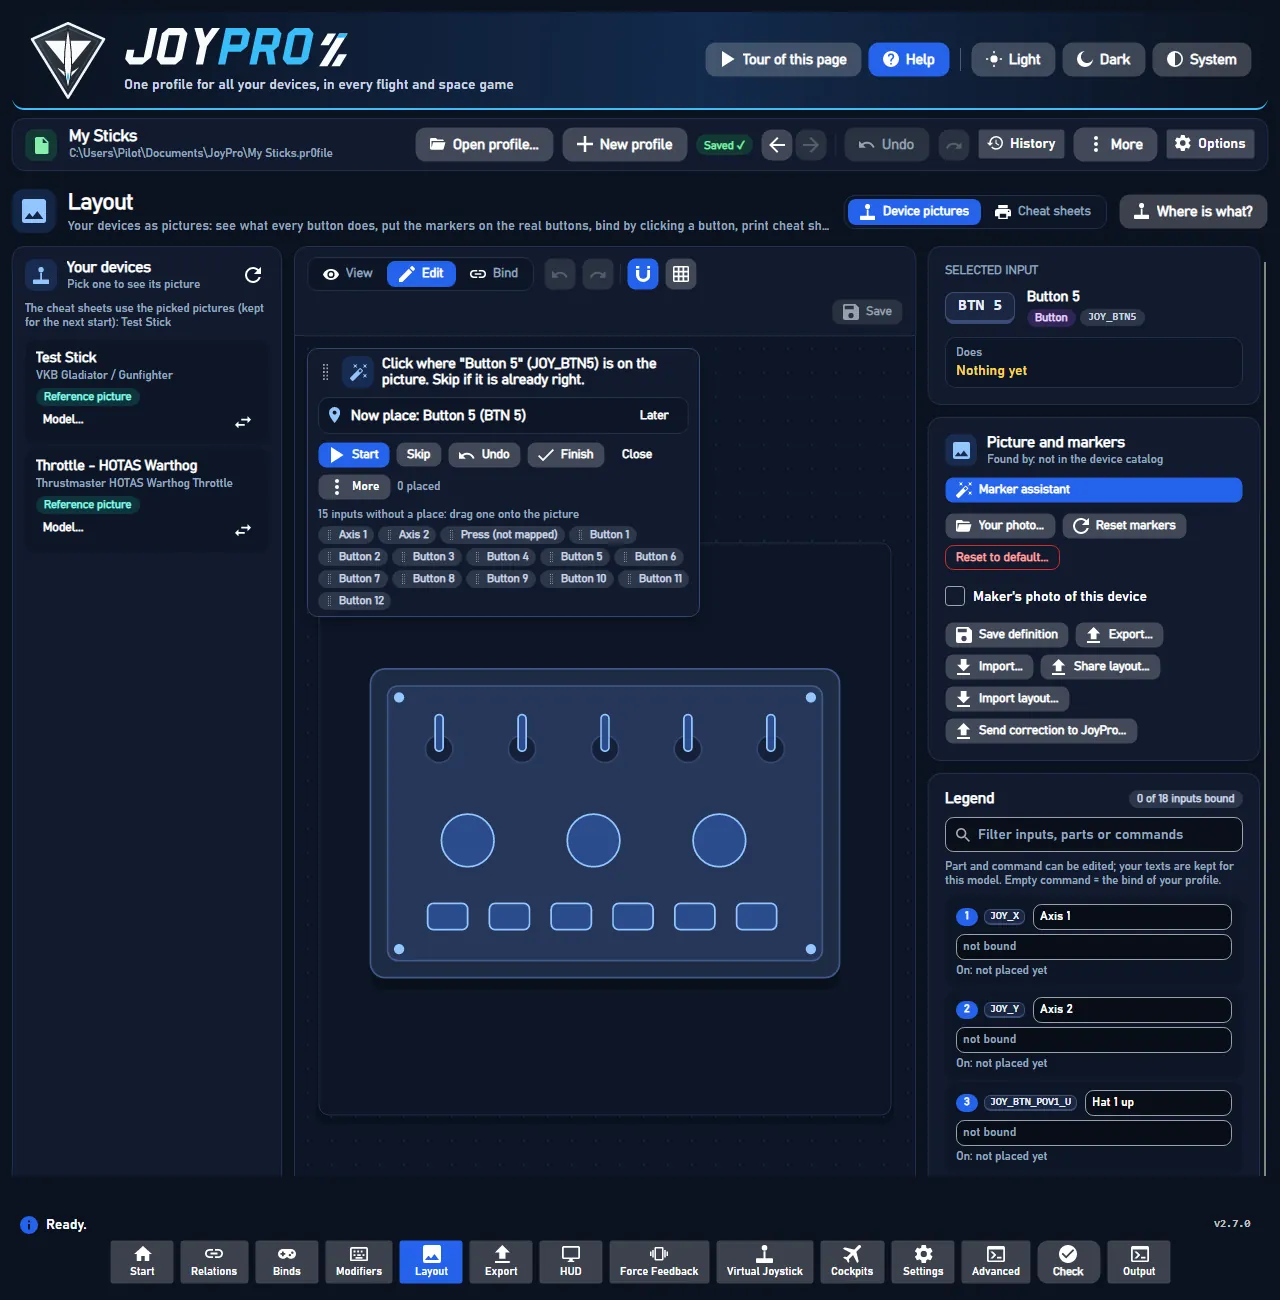 JOYPRO
One profile for all your devices, in every flight and space game
Tour of this page
Help
Light
Dark
System
My Sticks
C:\Users\Pilot\Documents\JoyPro\My Sticks.pr0file
Open profile...
New profile
Saved ✓
Undo
History
More
Options
Layout
Your devices as pictures: see what every button does, put the markers on the real buttons, bind by clicking a button, print cheat sh...
Device pictures
Cheat sheets
Where is what?
Your devices
Pick one to see its picture
The cheat sheets use the picked pictures (kept
for the next start): Test Stick
Test Stick
VKB Gladiator / Gunfighter
Reference picture
Model...
Throttle - HOTAS Warthog
Thrustmaster HOTAS Warthog Throttle
Reference picture
Model...
View
Edit
Bind
Save
Click where "Button 5" (JOY_BTN5) is on the
picture. Skip if it is already right.
Now place: Button 5 (BTN 5)
Later
Start
Skip
Undo
Finish
Close
More
0 placed
15 inputs without a place: drag one onto the picture
Axis 1
Axis 2
Press (not mapped)
Button 1
Button 2
Button 3
Button 4
Button 5
Button 6
Button 7
Button 8
Button 9
Button 10
Button 11
Button 12
SELECTED INPUT
BTN 5
Button 5
Button
JOY_BTN5
Does
Nothing yet
Picture and markers
Found by: not in the device catalog
Marker assistant
Your photo...
Reset markers
Reset to default...
Maker's photo of this device
Save definition
Export...
Import...
Share layout...
Import layout...
Send correction to JoyPro...
Legend
0 of 18 inputs bound
Filter inputs, parts or commands
Part and command can be edited; your texts are kept for
this model. Empty command = the bind of your profile.
1
JOY_X
Axis 1
not bound
On: not placed yet
2
JOY_Y
Axis 2
not bound
On: not placed yet
3
JOY_BTN_POV1_U
Hat 1 up
not bound
On: not placed yet
Ready.
v2.7.0
Start
Relations
Binds
Modifiers
Layout
Export
HUD
Force Feedback
Virtual Joystick
Cockpits
Settings
Advanced
Check
Output